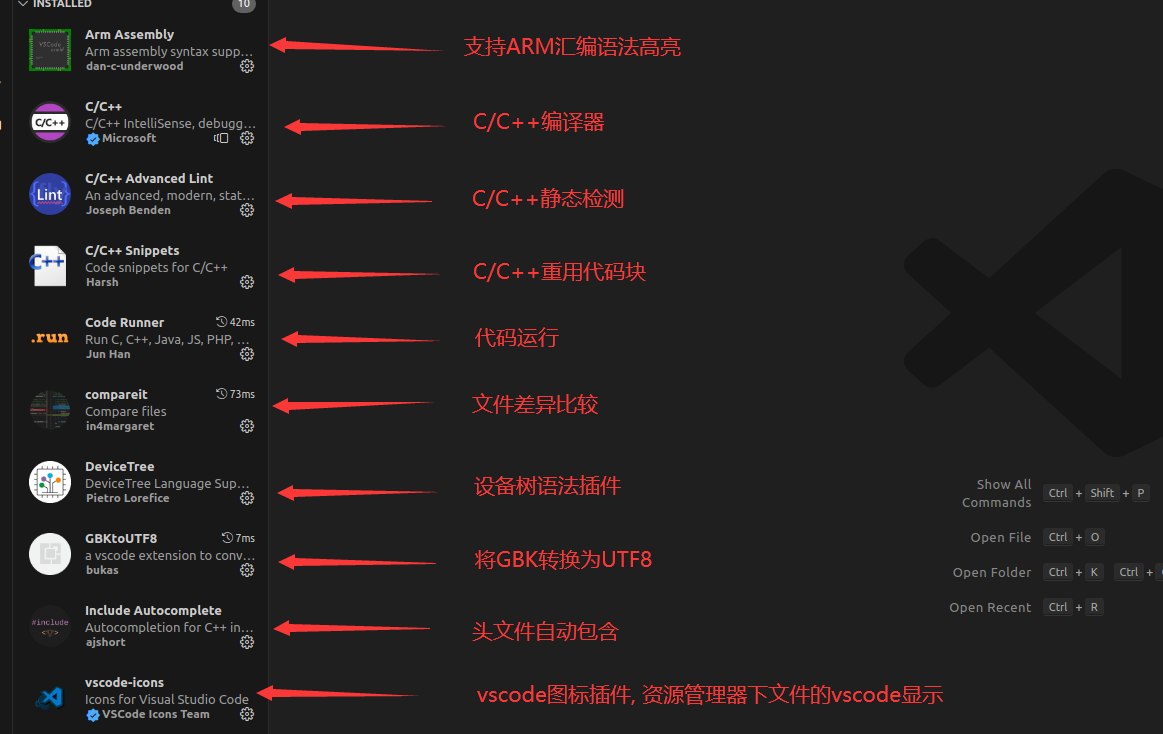 INSTALLED 10
Arm Assembly
Arm assembly syntax supp...
dan-c-underwood
支持ARM汇编语法高亮
C/C++
C/C++
C/C++ IntelliSense, debugg...
Microsoft
C/C++编译器
Lint
C/C++ Advanced Lint
An advanced, modern, stat...
Joseph Benden
C/C++静态检测
C++
C/C++ Snippets
Code snippets for C/C++
Harsh
C/C++重用代码块
.run
Code Runner 42ms
Run C, C++, Java, JS, PHP, ...
Jun Han
代码运行
compareit 73ms
Compare files
in4margaret
文件差异比较
DeviceTree
DeviceTree Language Sup...
Pietro Lorefice
设备树语法插件
GBKtoUTF8 7ms
a vscode extension to conv...
bukas
将GBK转换为UTF8
#include
<▽>
Include Autocomplete
Autocompletion for C++ in...
ajshort
头文件自动包含
vscode-icons
Icons for Visual Studio Code
VSCode Icons Team
vscode图标插件, 资源管理器下文件的vscode显示
Show All
Commands
Ctrl + Shift + P
Open File Ctrl + O
Open Folder Ctrl + K Ctrl +
Open Recent Ctrl + R